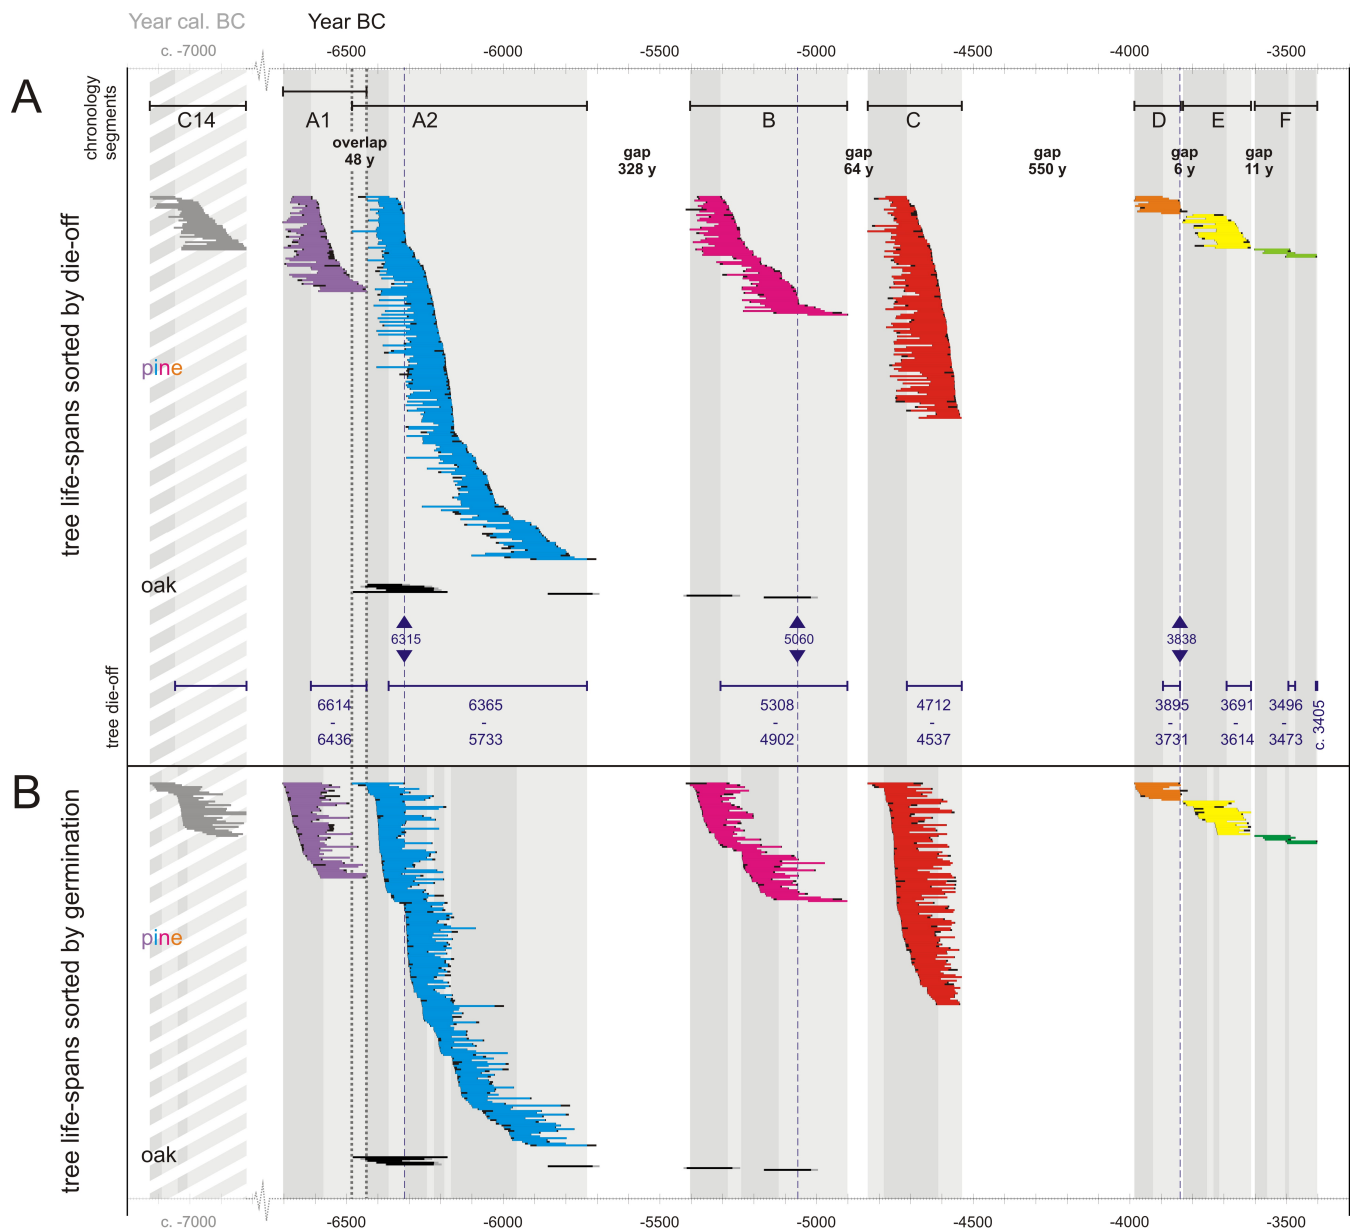 Year cal. BC
Year BC
c. -7000
-6500
-6000
-5500
-5000
-4500
-4000
-3500
A
chronology
segments
C14
A1
A2
B
C
D
E
F
overlap
48 y
gap
328 y
gap
64 y
gap
550 y
gap
6 y
gap
11 y
tree life-spans sorted by die-off
pine
oak
6315
5060
3838
tree die-off
6614
-
6436
6365
-
5733
5308
-
4902
4712
-
4537
3895
-
3731
3691
-
3614
3496
-
3473
c. 3405
B
tree life-spans sorted by germination
pine
oak
c. -7000
-6500
-6000
-5500
-5000
-4500
-4000
-3500